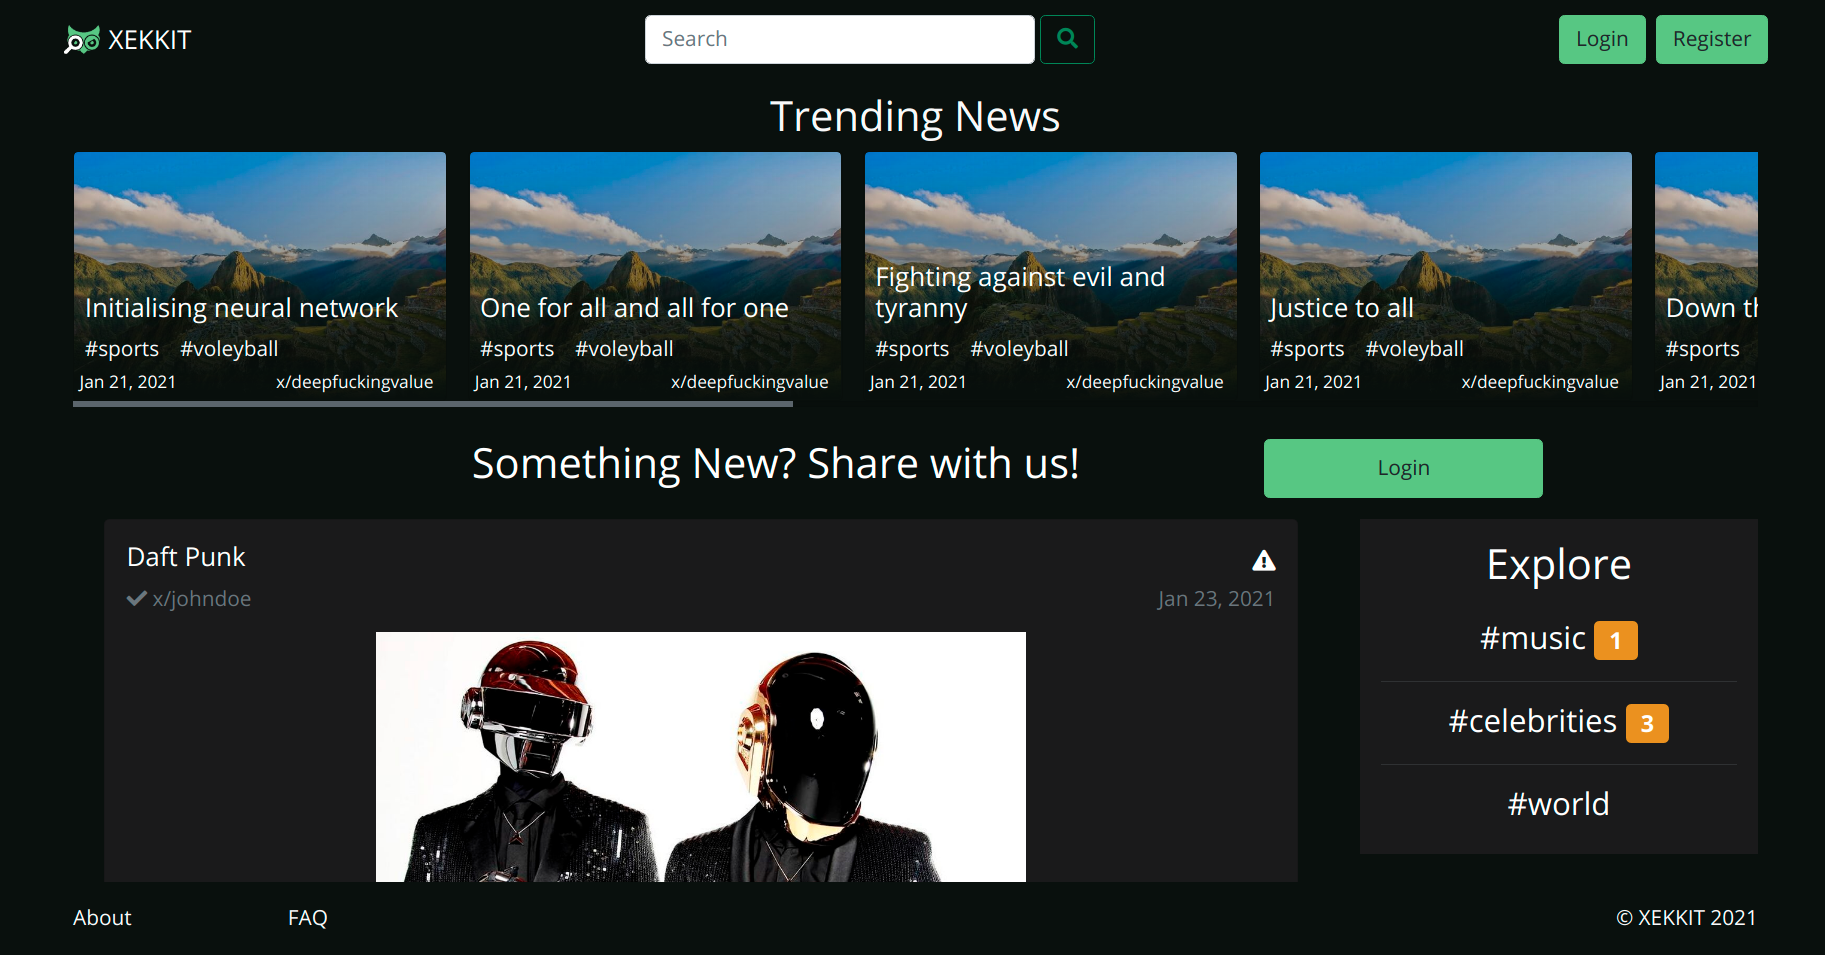 XEKKIT
Search
Login
Register
Trending News
Initialising neural network
#sports #voleyball
Jan 21, 2021 x/deepfuckingvalue
One for all and all for one
#sports #voleyball
Jan 21, 2021 x/deepfuckingvalue
Fighting against evil and
tyranny
#sports #voleyball
Jan 21, 2021 x/deepfuckingvalue
Justice to all
#sports #voleyball
Jan 21, 2021 x/deepfuckingvalue
Down
#sports
Jan 21, 2021
Something New? Share with us!
Login
Daft Punk
x/johndoe
Jan 23, 2021
Explore
#music 1
#celebrities 3
#world
About
FAQ
© XEKKIT 2021